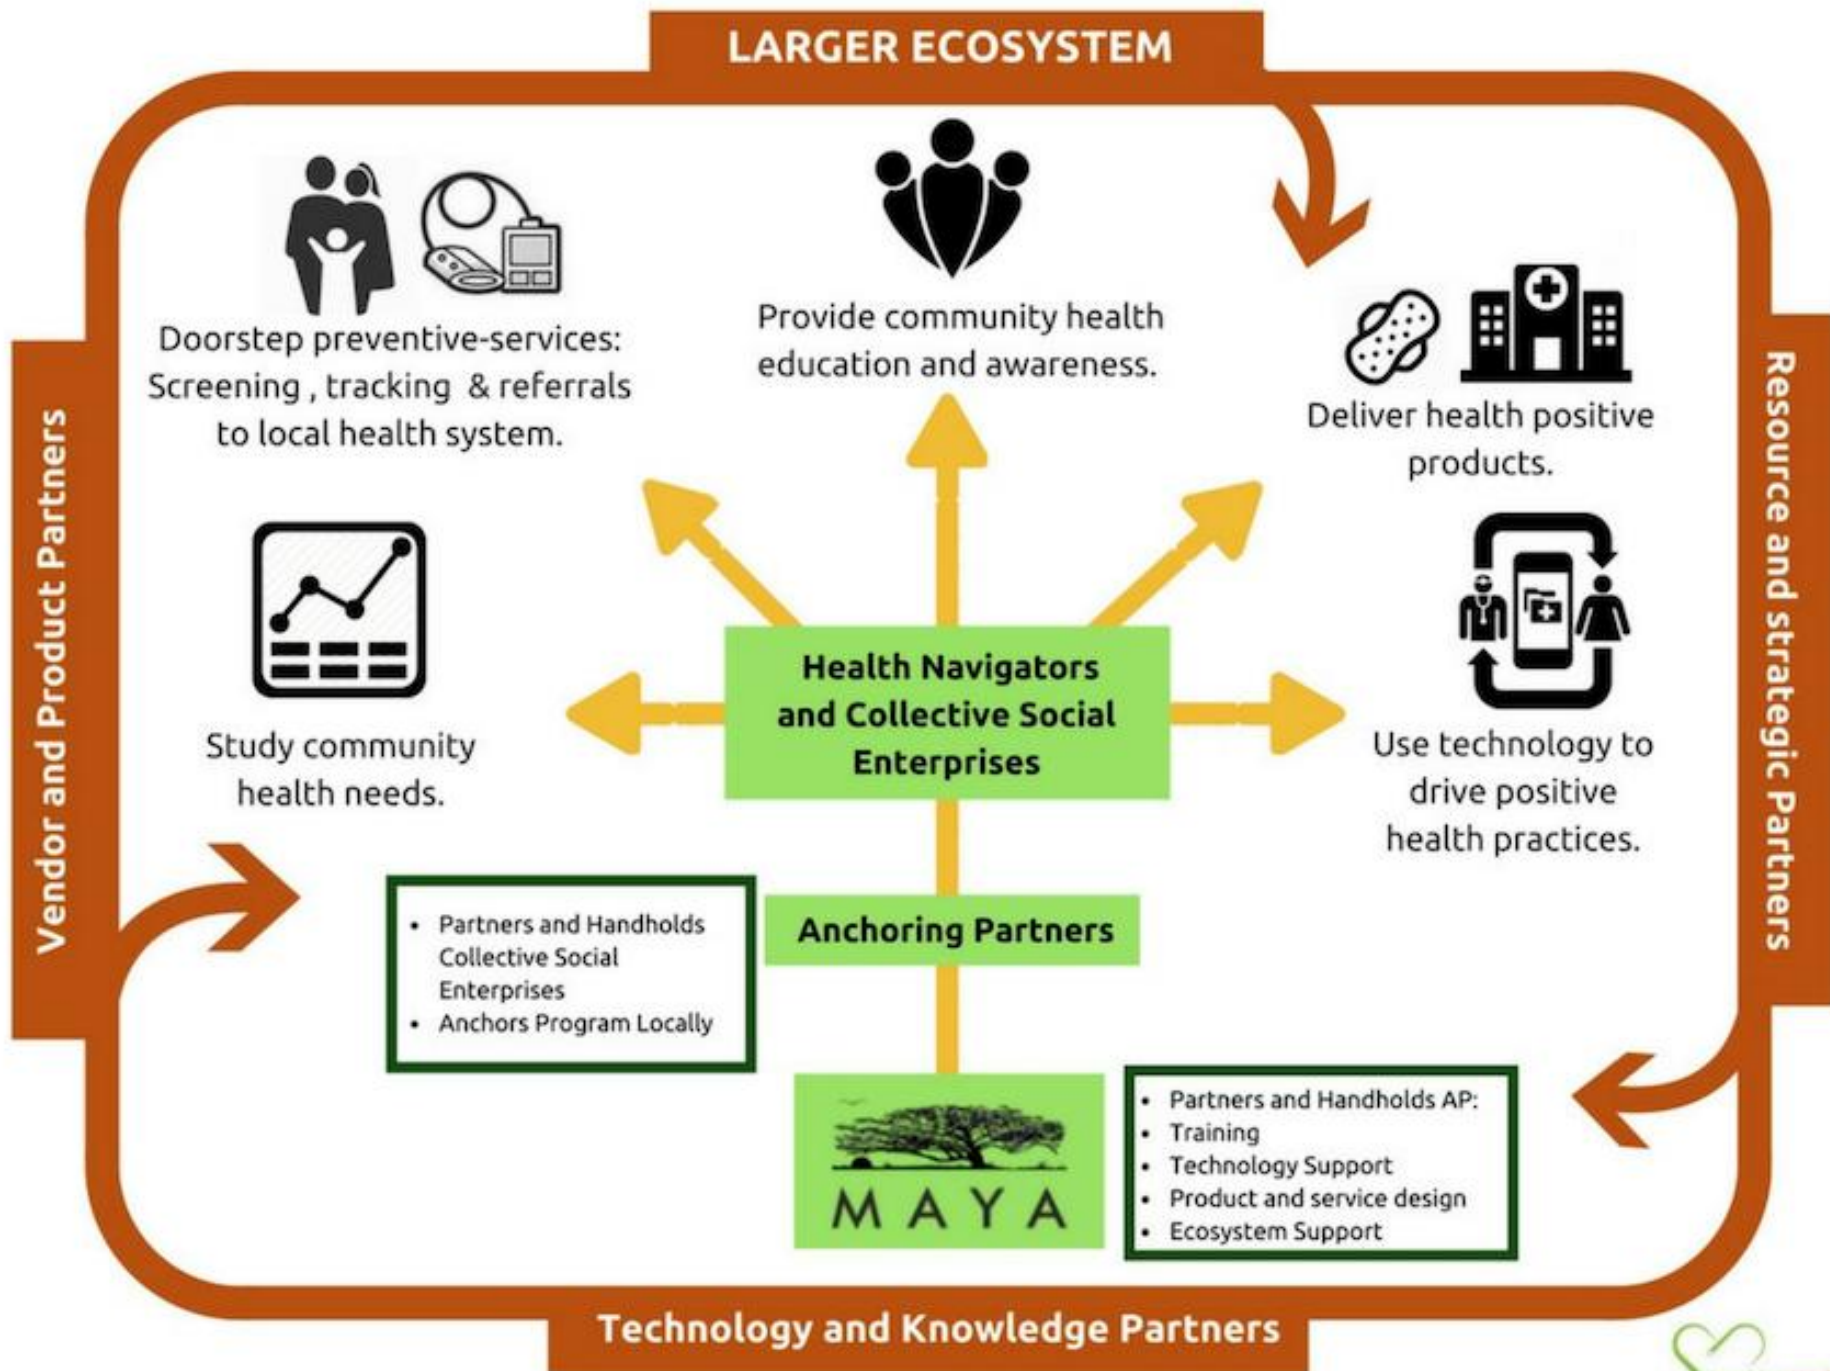 LARGER ECOSYSTEM
Doorstep preventive-services:
Screening , tracking & referrals
to local health system.
Provide community health
education and awareness.
Deliver health positive
products.
Vendor and Product Partners
Resource and strategic Partners
Study community
health needs.
Health Navigators
and Collective Social
Enterprises
Use technology to
drive positive
health practices.
• Partners and Handholds
Collective Social
Enterprises
• Anchors Program Locally
Anchoring Partners
MAYA
• Partners and Handholds AP:
• Training
• Technology Support
• Product and service design
• Ecosystem Support
Technology and Knowledge Partners